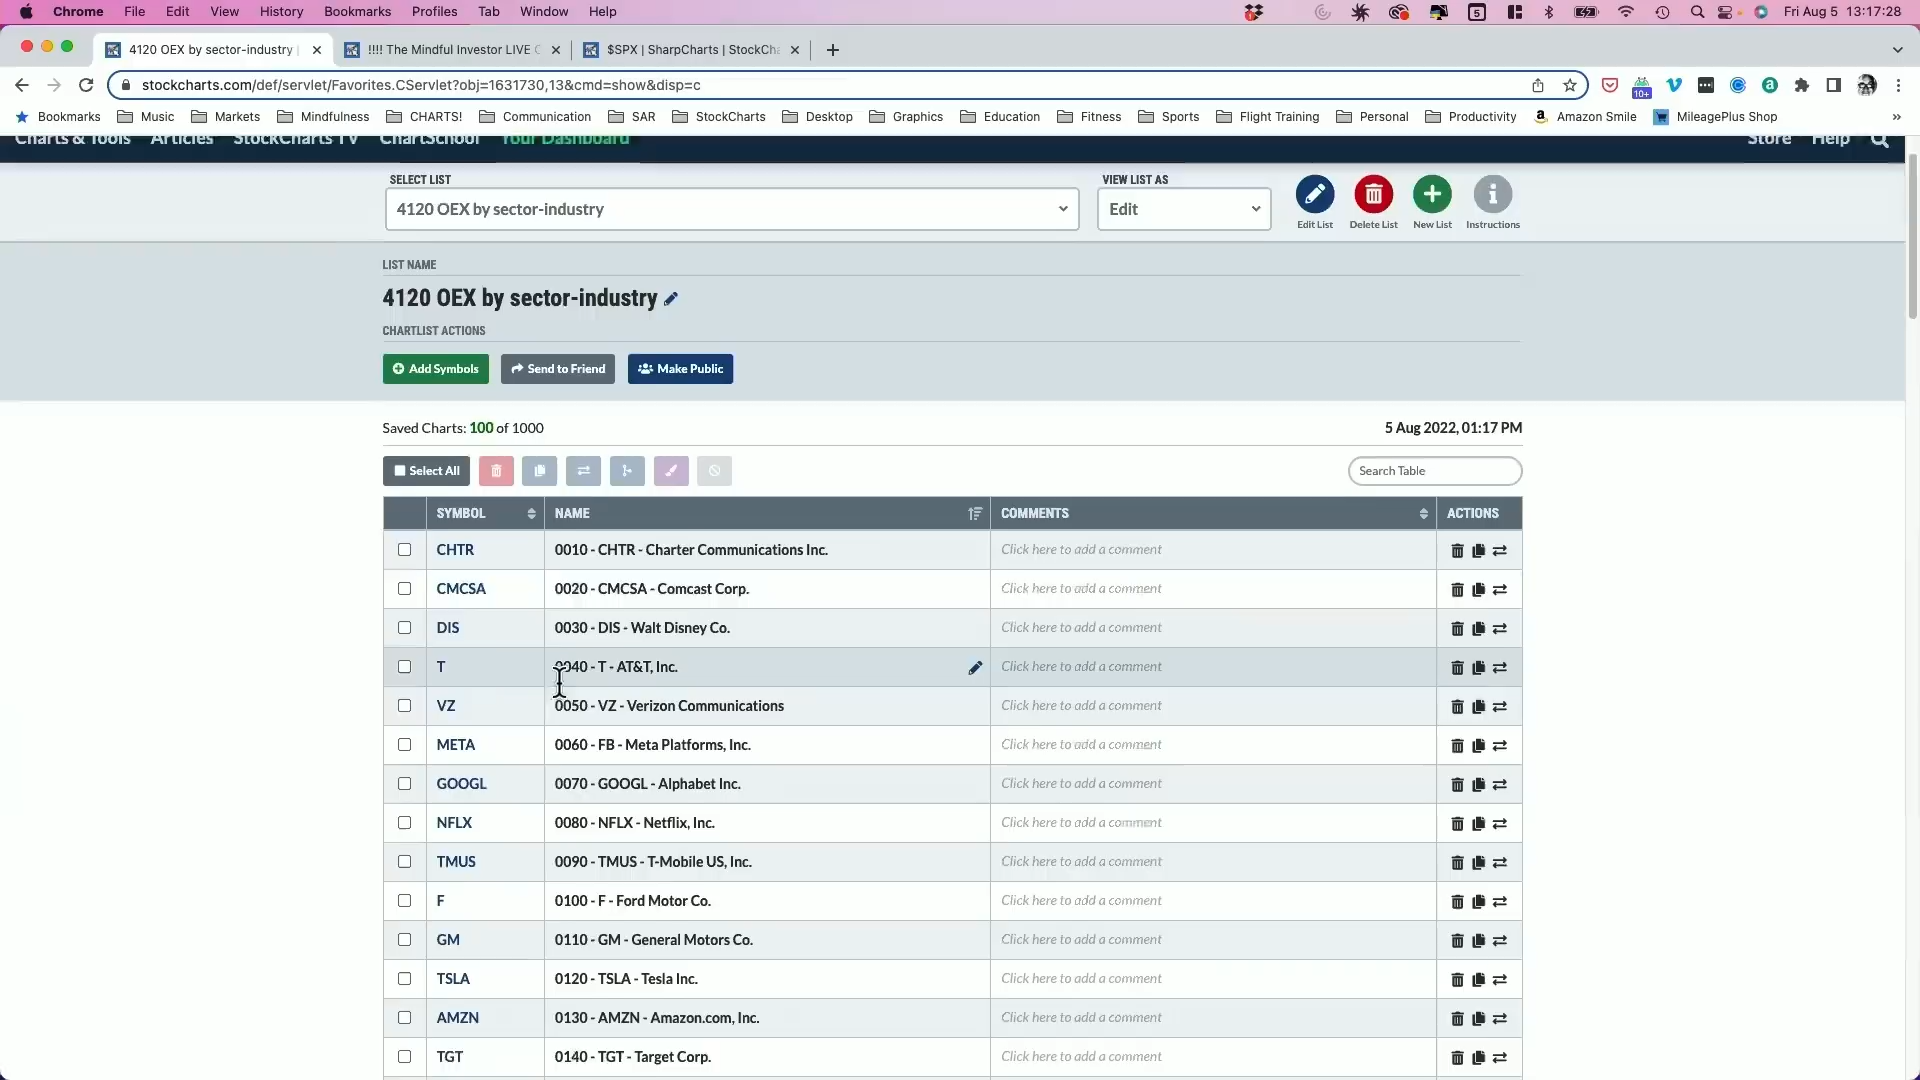 Chrome File Edit View History Bookmarks Profiles Tab Window Help 5 Fri Aug 5 13:17:28
4120 OEX by sector-industry !!!! The Mindful Investor LIVE $SPX | SharpCharts | StockCha
stockcharts.com/def/servlet/Favorites.CServlet?obj=1631730,13&cmd=show&disp=c 10+
Bookmarks Music Markets Mindfulness CHARTS! Communication SAR StockCharts Desktop Graphics Education Fitness Sports Flight Training Personal Productivity Amazon Smile MileagePlus Shop »
Charts & Tools Articles StockCharts TV ChartSchool Your Dashboard Store Help
SELECT LIST VIEW LIST AS
4120 OEX by sector-industry Edit
Edit List Delete List New List Instructions
LIST NAME
4120 OEX by sector-industry
CHARTLIST ACTIONS
Add Symbols Send to Friend Make Public
Saved Charts: 100 of 1000 5 Aug 2022, 01:17 PM
Select All Search Table
SYMBOL NAME COMMENTS ACTIONS
CHTR 0010 - CHTR - Charter Communications Inc. Click here to add a comment
CMCSA 0020 - CMCSA - Comcast Corp. Click here to add a comment
DIS 0030 - DIS - Walt Disney Co. Click here to add a comment
T 0040 - T - AT&T, Inc. Click here to add a comment
VZ 0050 - VZ - Verizon Communications Click here to add a comment
META 0060 - FB - Meta Platforms, Inc. Click here to add a comment
GOOGL 0070 - GOOGL - Alphabet Inc. Click here to add a comment
NFLX 0080 - NFLX - Netflix, Inc. Click here to add a comment
TMUS 0090 - TMUS - T-Mobile US, Inc. Click here to add a comment
F 0100 - F - Ford Motor Co. Click here to add a comment
GM 0110 - GM - General Motors Co. Click here to add a comment
TSLA 0120 - TSLA - Tesla Inc. Click here to add a comment
AMZN 0130 - AMZN - Amazon.com, Inc. Click here to add a comment
TGT 0140 - TGT - Target Corp. Click here to add a comment